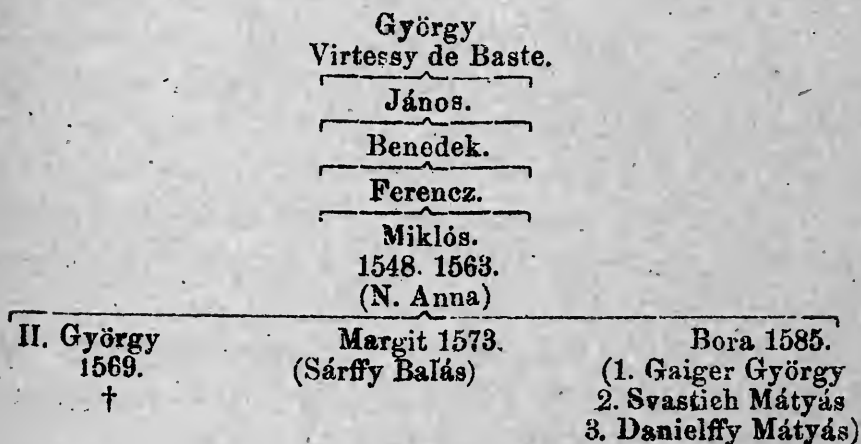 György
Virtessy de Baste.
János.
Benedek.
Ferencz.
Miklós.
1548. 1563.
(N. Anna)
II. György
1569.
†
Margit 1573.
(Sárffy Balás)
Bora 1585.
(1. Gaiger György
2. Svastich Mátyás
3. Danielffy Mátyás)